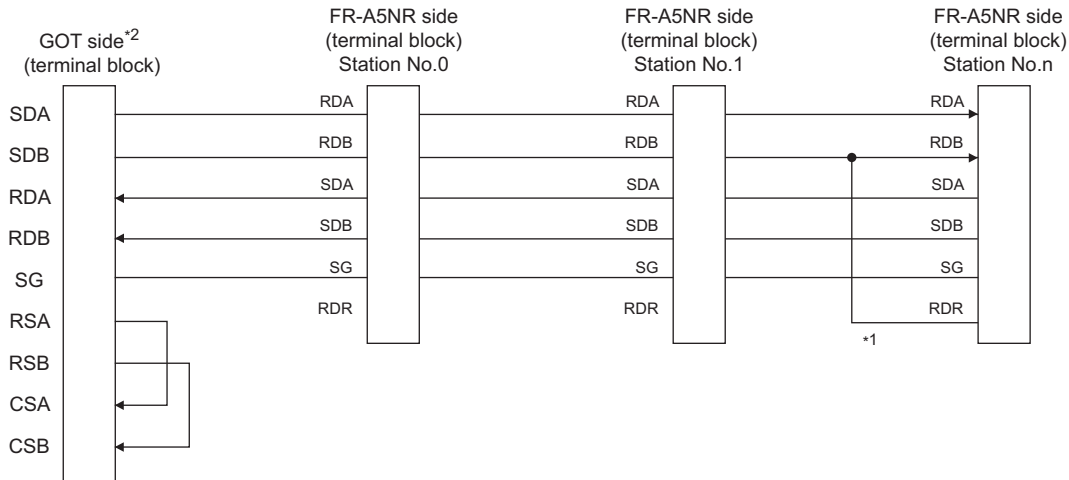 GOT side*2
(terminal block)
SDA
SDB
RDA
RDB
SG
RSA
RSB
CSA
CSB
FR-A5NR side
(terminal block)
Station No.0
RDA
RDB
SDA
SDB
SG
RDR
FR-A5NR side
(terminal block)
Station No.1
RDA
RDB
SDA
SDB
SG
RDR
FR-A5NR side
(terminal block)
Station No.n
RDA
RDB
SDA
SDB
SG
RDR
*1